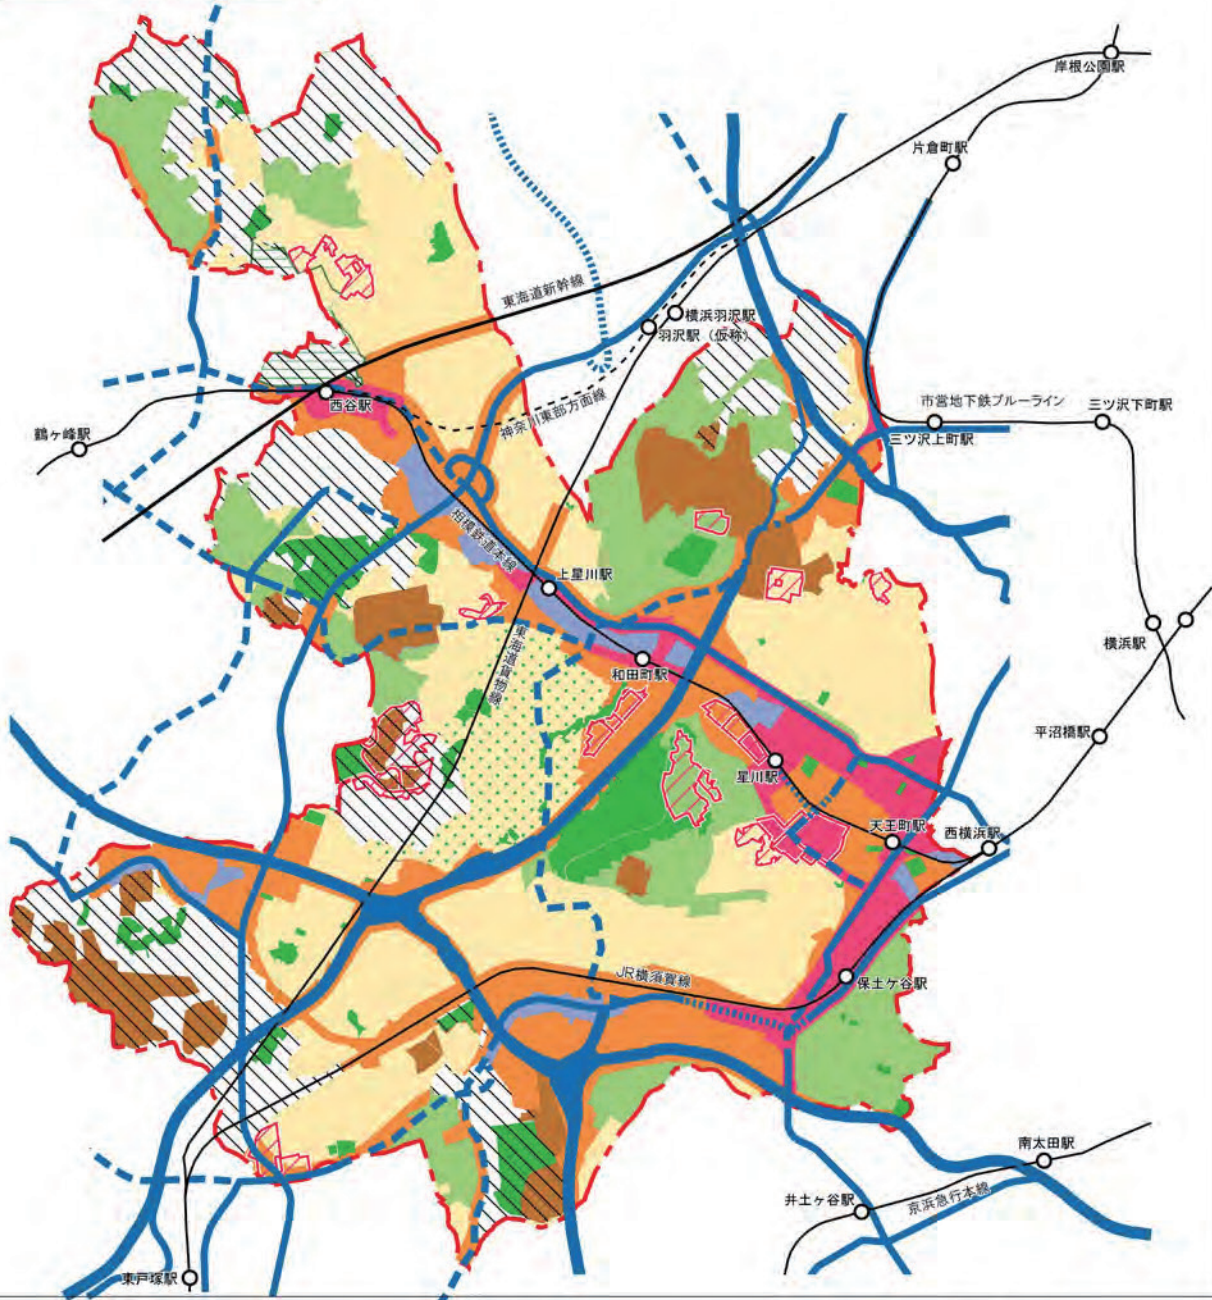 岸根公園駅
片倉町駅
東海道新幹線
横浜羽沢駅
羽沢駅（仮称）
西谷駅
神奈川東部方面線
市営地下鉄ブルーライン
三ツ沢下町駅
鶴ヶ峰駅
三ツ沢上町駅
相模鉄道本線
上星川駅
東海道貨物線
横浜駅
和田町駅
平沼橋駅
星川駅
天王町駅
西横浜駅
JR横須賀線
保土ケ谷駅
南太田駅
井土ヶ谷駅
京浜急行本線
東戸塚駅